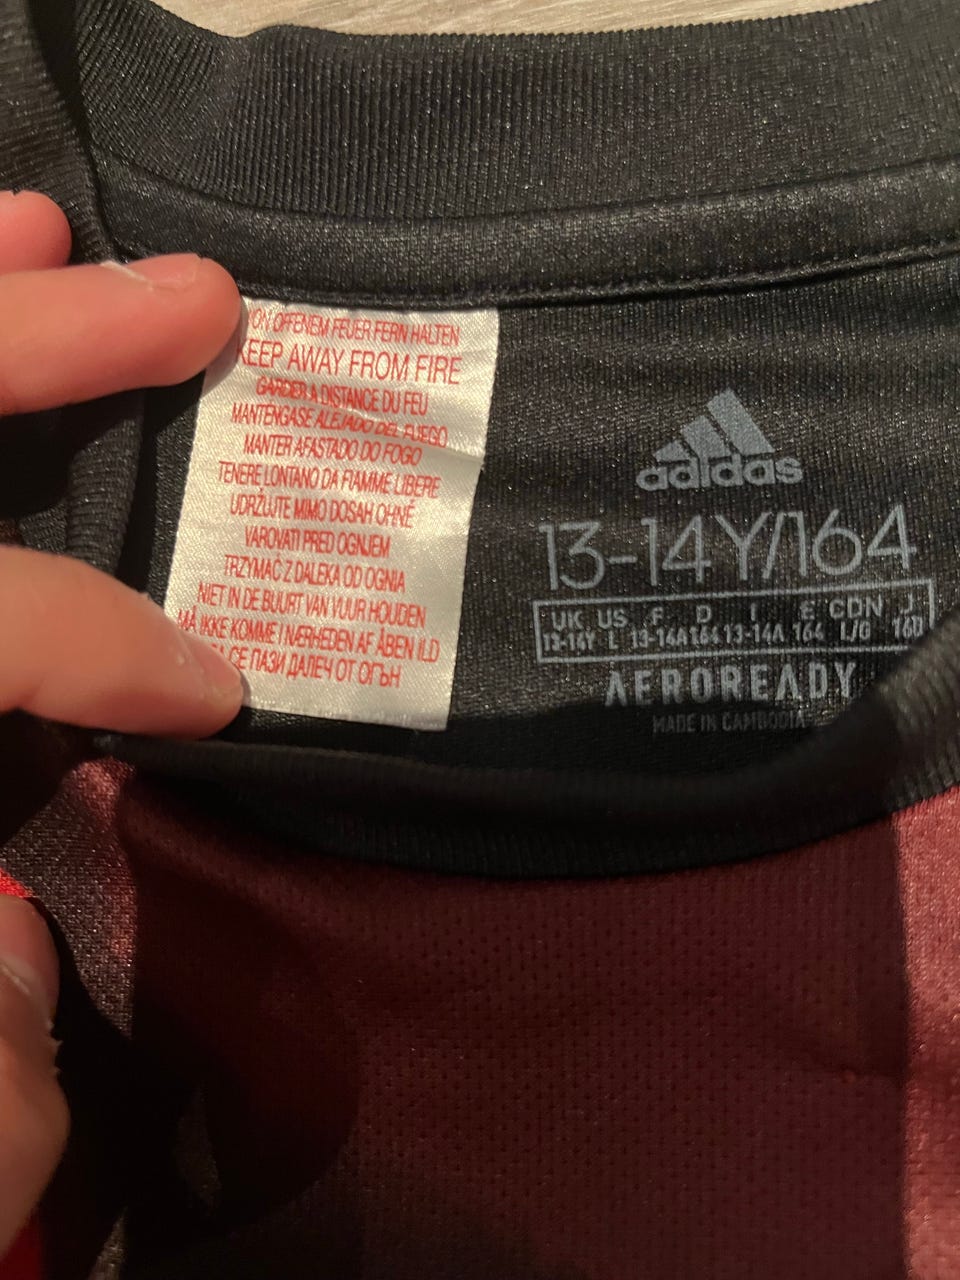 VON OFFENEM FEUER FERN HALTEN
KEEP AWAY FROM FIRE
GARDER A DISTANCE DU FEU
MANTENGASE ALEJADO DEL FUEGO
MANTER AFASTADO DO FOGO
TENERE LONTANO DA FIAMME LIBERE
UDRŽUJTE MIMO DOSAH OHNĚ
VAROVATI PRED OGNJEM
TRZYMAĆ Z DALEKA OD OGNIA
NIET IN DE BUURT VAN VUUR HOUDEN
MÅ IKKE KOMME I NÆRHEDEN AF ÅBEN ILD
СЕ ПАЗИ ДАЛЕЧ ОТ ОГЪН
adidas
13-14Y/164
UK US F D I E CDN J
13-14Y L 13-14A 164 13-14A 164 L/G 160
AEROREADY
MADE IN CAMBODIA